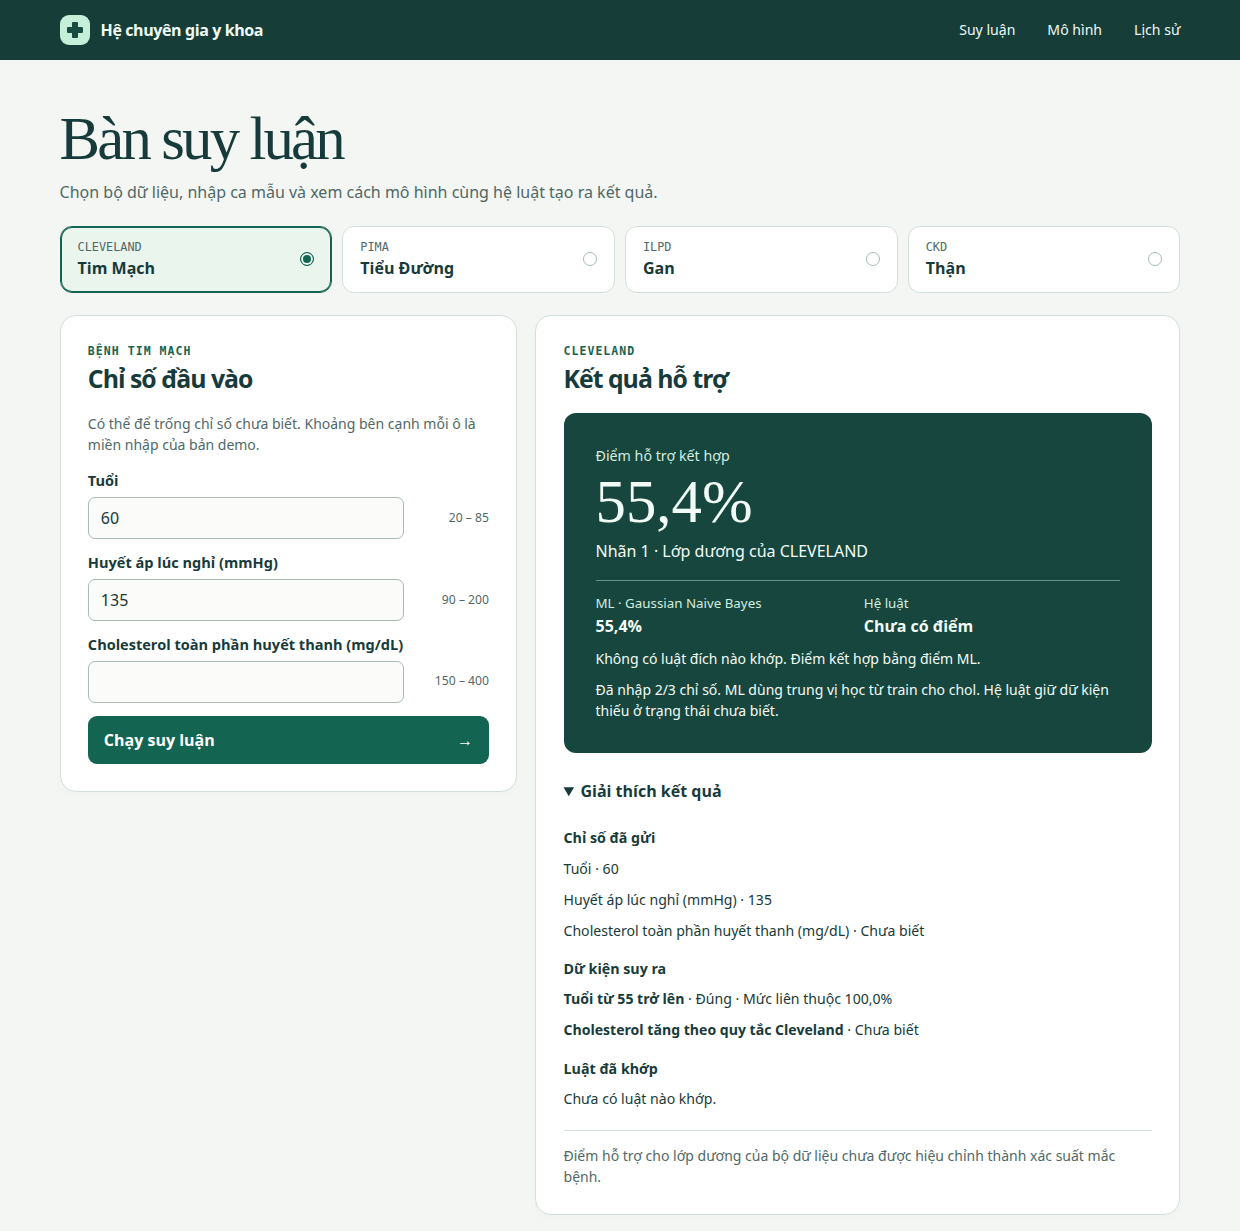 Hệ chuyên gia y khoa
Suy luận
Mô hình
Lịch sử
Bàn suy luận
Chọn bộ dữ liệu, nhập ca mẫu và xem cách mô hình cùng hệ luật tạo ra kết quả.
CLEVELAND
Tim Mạch
PIMA
Tiểu Đường
ILPD
Gan
CKD
Thận
BỆNH TIM MẠCH
Chỉ số đầu vào
Có thể để trống chỉ số chưa biết. Khoảng bên cạnh mỗi ô là
miền nhập của bản demo.
Tuổi
60
20 – 85
Huyết áp lúc nghỉ (mmHg)
135
90 – 200
Cholesterol toàn phần huyết thanh (mg/dL)
150 – 400
Chạy suy luận →
CLEVELAND
Kết quả hỗ trợ
Điểm hỗ trợ kết hợp
55,4%
Nhãn 1 · Lớp dương của CLEVELAND
ML · Gaussian Naive Bayes
55,4%
Hệ luật
Chưa có điểm
Không có luật đích nào khớp. Điểm kết hợp bằng điểm ML.
Đã nhập 2/3 chỉ số. ML dùng trung vị học từ train cho chol. Hệ luật giữ dữ kiện
thiếu ở trạng thái chưa biết.
▼ Giải thích kết quả
Chỉ số đã gửi
Tuổi · 60
Huyết áp lúc nghỉ (mmHg) · 135
Cholesterol toàn phần huyết thanh (mg/dL) · Chưa biết
Dữ kiện suy ra
Tuổi từ 55 trở lên · Đúng · Mức liên thuộc 100,0%
Cholesterol tăng theo quy tắc Cleveland · Chưa biết
Luật đã khớp
Chưa có luật nào khớp.
Điểm hỗ trợ cho lớp dương của bộ dữ liệu chưa được hiệu chỉnh thành xác suất mắc
bệnh.